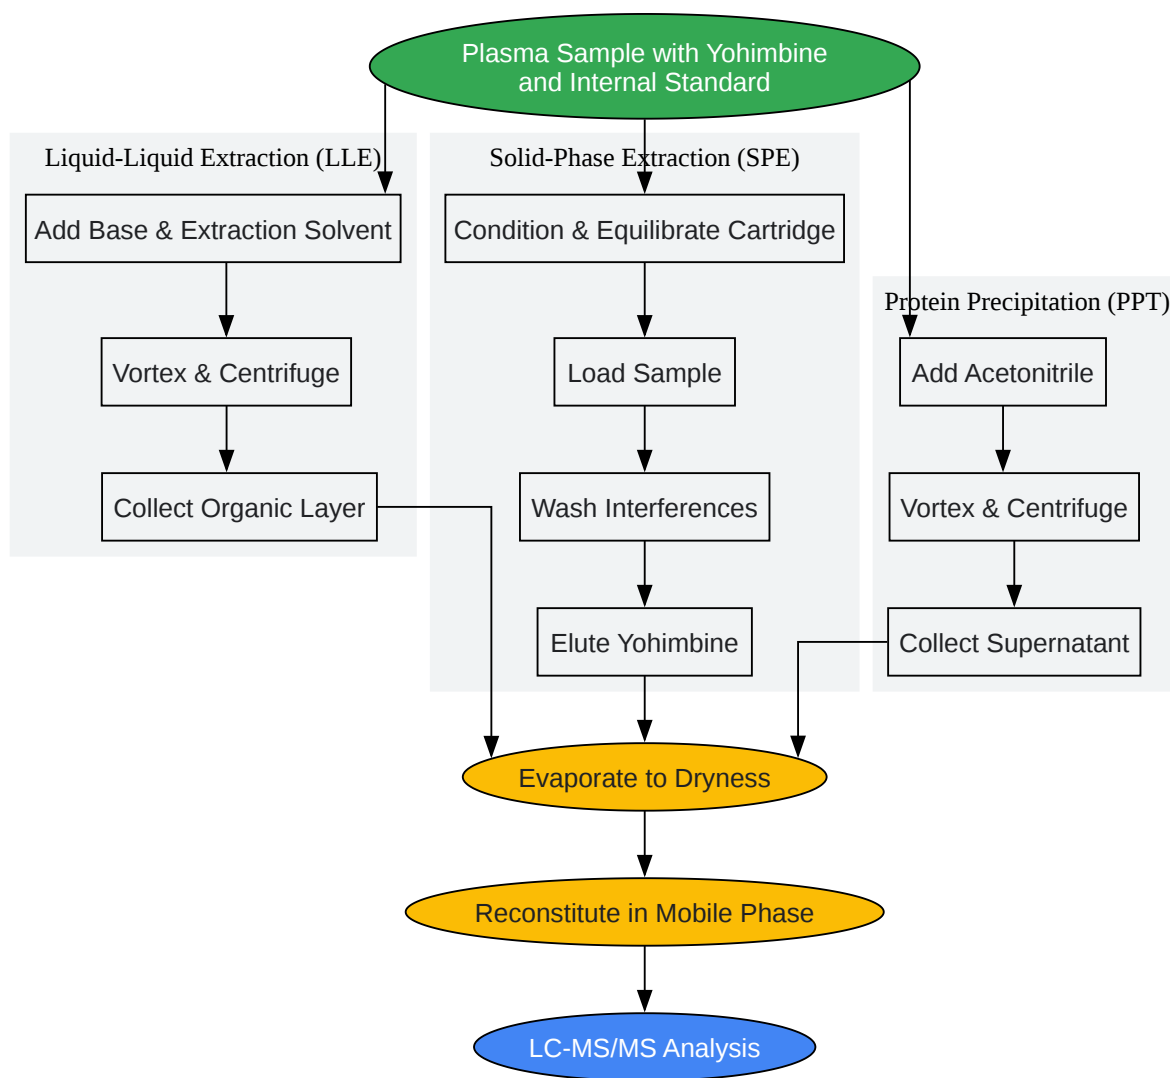 Plasma Sample with Yohimbine
and Internal Standard
Liquid-Liquid Extraction (LLE)
Add Base & Extraction Solvent
Vortex & Centrifuge
Collect Organic Layer
Solid-Phase Extraction (SPE)
Condition & Equilibrate Cartridge
Load Sample
Wash Interferences
Elute Yohimbine
Protein Precipitation (PPT)
Add Acetonitrile
Vortex & Centrifuge
Collect Supernatant
Evaporate to Dryness
Reconstitute in Mobile Phase
LC-MS/MS Analysis